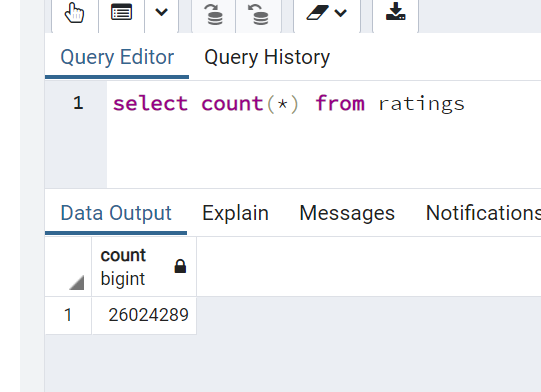 Query Editor Query History
1 select count(*) from ratings
Data Output Explain Messages Notifications
count
bigint
1 26024289